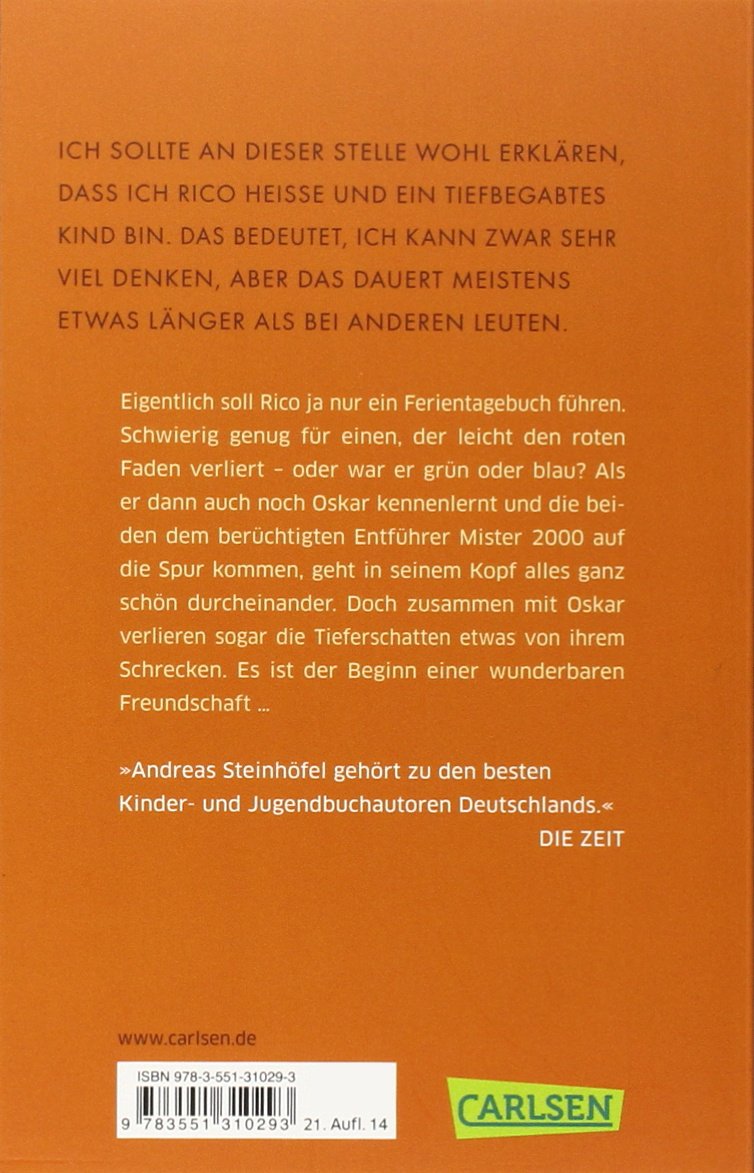 ICH SOLLTE AN DIESER STELLE WOHL ERKLÄREN,
DASS ICH RICO HEISSE UND EIN TIEFBEGABTES
KIND BIN. DAS BEDEUTET, ICH KANN ZWAR SEHR
VIEL DENKEN, ABER DAS DAUERT MEISTENS
ETWAS LÄNGER ALS BEI ANDEREN LEUTEN.
Eigentlich soll Rico ja nur ein Ferientagebuch führen.
Schwierig genug für einen, der leicht den roten
Faden verliert – oder war er grün oder blau? Als
er dann auch noch Oskar kennenlernt und die bei-
den dem berüchtigten Entführer Mister 2000 auf
die Spur kommen, geht in seinem Kopf alles ganz
schön durcheinander. Doch zusammen mit Oskar
verlieren sogar die Tieferschatten etwas von ihrem
Schrecken. Es ist der Beginn einer wunderbaren
Freundschaft ...
»Andreas Steinhöfel gehört zu den besten
Kinder- und Jugendbuchautoren Deutschlands.«
DIE ZEIT
www.carlsen.de
ISBN 978-3-551-31029-3
9 783551 310293 21. Aufl. 14
CARLSEN